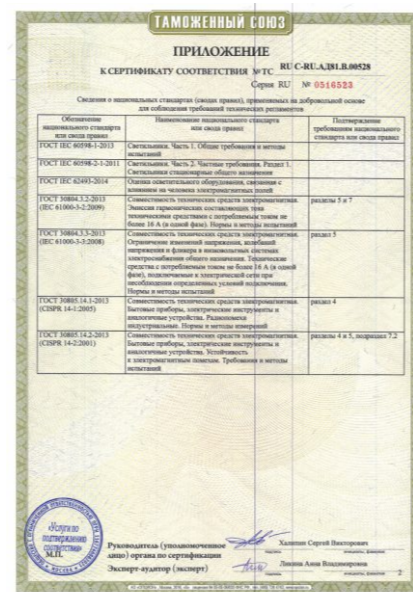 ТАМОЖЕННЫЙ СОЮЗ
ПРИЛОЖЕНИЕ
К СЕРТИФИКАТУ СООТВЕТСТВИЯ № ТС RU C-RU.АД81.В.00528
Серия RU № 0516523
Сведения о национальных стандартах (сводах правил), применяемых на добровольной основе
для соблюдения требований технических регламентов
Обозначение
национального стандарта
или свода правил
Наименование национального стандарта
или свода правил
Подтверждение
требованиям национального
стандарта или свода правил
ГОСТ IEC 60598-1-2013
Светильники. Часть 1. Общие требования и методы
испытаний
ГОСТ IEC 60598-2-1-2011
Светильники. Часть 2. Частные требования. Раздел 1.
Светильники стационарные общего назначения
ГОСТ IEC 62493-2014
Оценка осветительного оборудования, связанная с
влиянием на человека электромагнитных полей
ГОСТ 30804.3.2-2013
(IEC 61000-3-2:2009)
Совместимость технических средств электромагнитная.
Эмиссия гармонических составляющих тока
техническими средствами с потребляемым током не
более 16 А (в одной фазе). Нормы и методы испытаний
разделы 5 и 7
ГОСТ 30804.3.3-2013
(IEC 61000-3-3:2008)
Совместимость технических средств электромагнитная.
Ограничение изменений напряжения, колебаний
напряжения и фликера в низковольтных системах
электроснабжения общего назначения. Технические
средства с потребляемым током не более 16 А (в одной
фазе), подключаемые к электрической сети при
несоблюдении определенных условий подключения.
Нормы и методы испытаний
раздел 5
ГОСТ 30805.14.1-2013
(CISPR 14-1:2005)
Совместимость технических средств электромагнитная.
Бытовые приборы, электрические инструменты и
аналогичные устройства. Радиопомехи
индустриальные. Нормы и методы измерений
раздел 4
ГОСТ 30805.14.2-2013
(CISPR 14-2:2001)
Совместимость технических средств электромагнитная.
Бытовые приборы, электрические инструменты и
аналогичные устройства. Устойчивость
к электромагнитным помехам. Требования и методы
испытаний
разделы 4 и 5, подраздел 7.2
«Услуги по
подтверждению
соответствия»
МОСКВА
М.П.
Руководитель (уполномоченное
лицо) органа по сертификации
Халипин Сергей Викторович
Эксперт-аудитор (эксперт)
Анна Владимировна
2